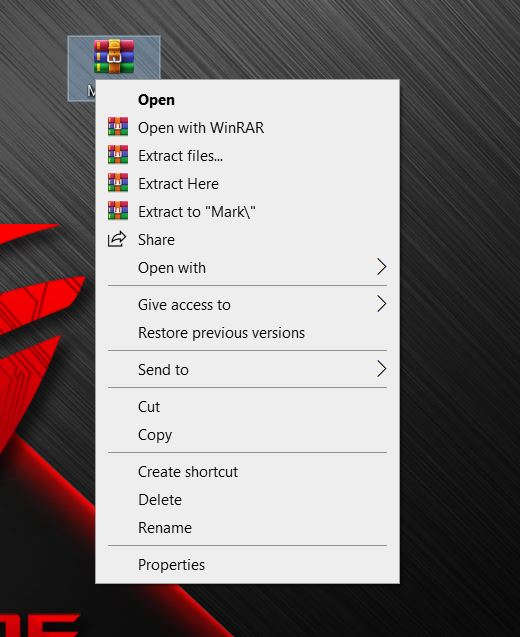 Open
Open with WinRAR
Extract files...
Extract Here
Extract to "Mark\"
Share
Open with
Give access to
Restore previous versions
Send to
Cut
Copy
Create shortcut
Delete
Rename
Properties